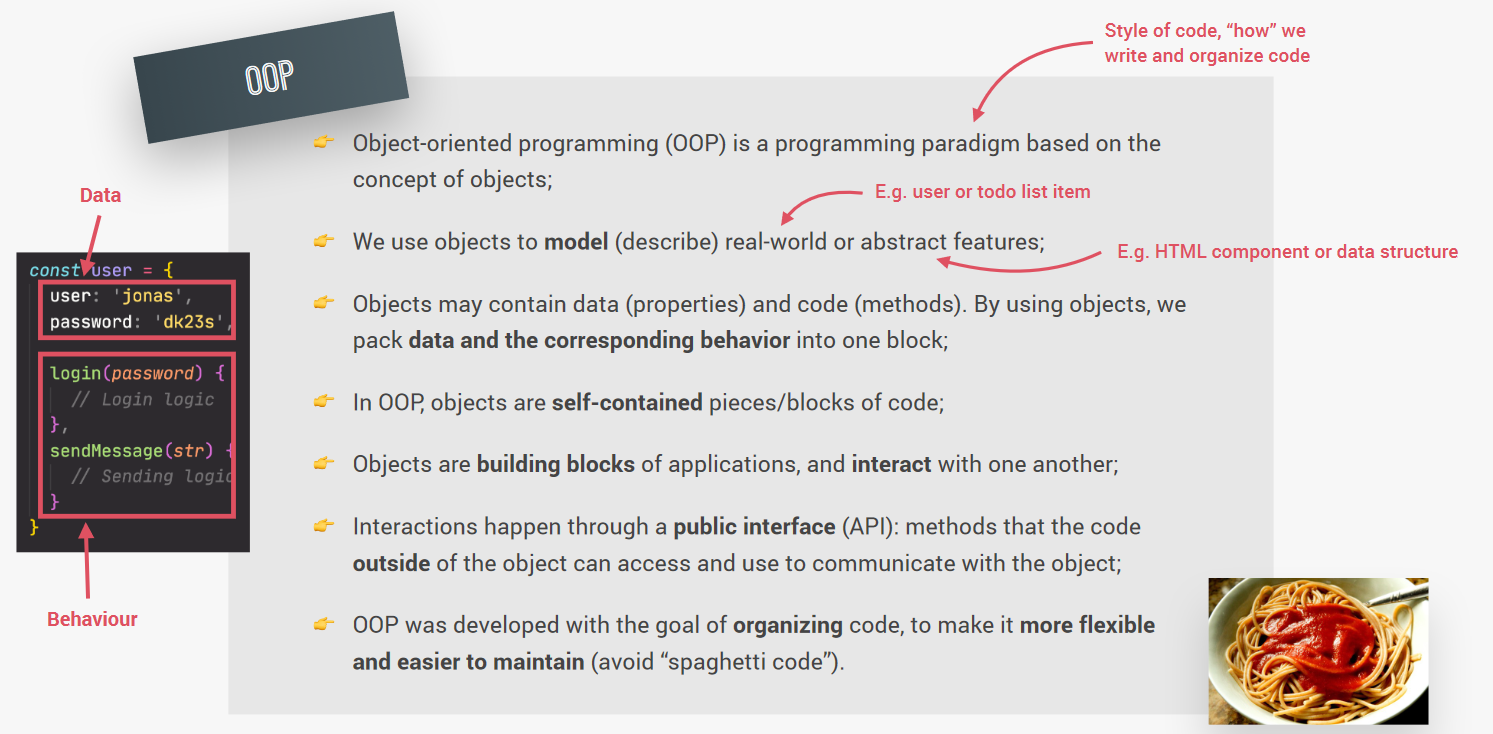 OOP
Style of code, “how” we
write and organize code
Object-oriented programming (OOP) is a programming paradigm based on the
concept of objects;
E.g. user or todo list item
We use objects to model (describe) real-world or abstract features;
E.g. HTML component or data structure
Objects may contain data (properties) and code (methods). By using objects, we
pack data and the corresponding behavior into one block;
In OOP, objects are self-contained pieces/blocks of code;
Objects are building blocks of applications, and interact with one another;
Interactions happen through a public interface (API): methods that the code
outside of the object can access and use to communicate with the object;
OOP was developed with the goal of organizing code, to make it more flexible
and easier to maintain (avoid “spaghetti code”).
Data
const user = {
user: 'jonas',
password: 'dk23s',
login(password) {
// Login logic
},
sendMessage(str) {
// Sending logic
}
}
Behaviour